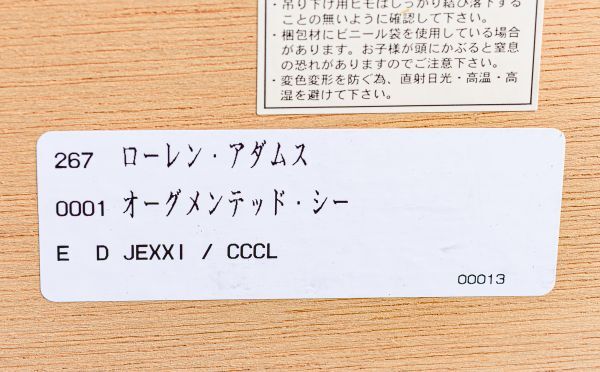 ・吊り下げ用ヒモはしっかり結び落下する
ことの無いように確認して下さい。
・梱包材にビニール袋を使用している場合
があります。お子様が頭にかぶると窒息
の恐れがありますのでご注意下さい。
・変色変形を防ぐ為、直射日光・高温・高
湿を避けて下さい。
267 ローレン・アダムス
0001 オーグメンテッド・シー
E D JEXXI / CCCL
00013